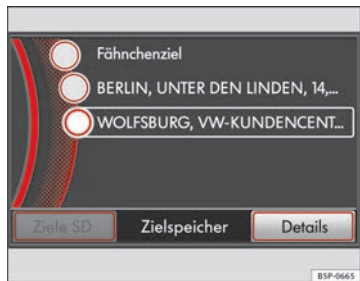 Fähnchenziel
BERLIN, UNTER DEN LINDEN, 14,...
WOLFSBURG, VW-KUNDENCENT...
Ziele SD Zielspeicher Details
B5P-0665